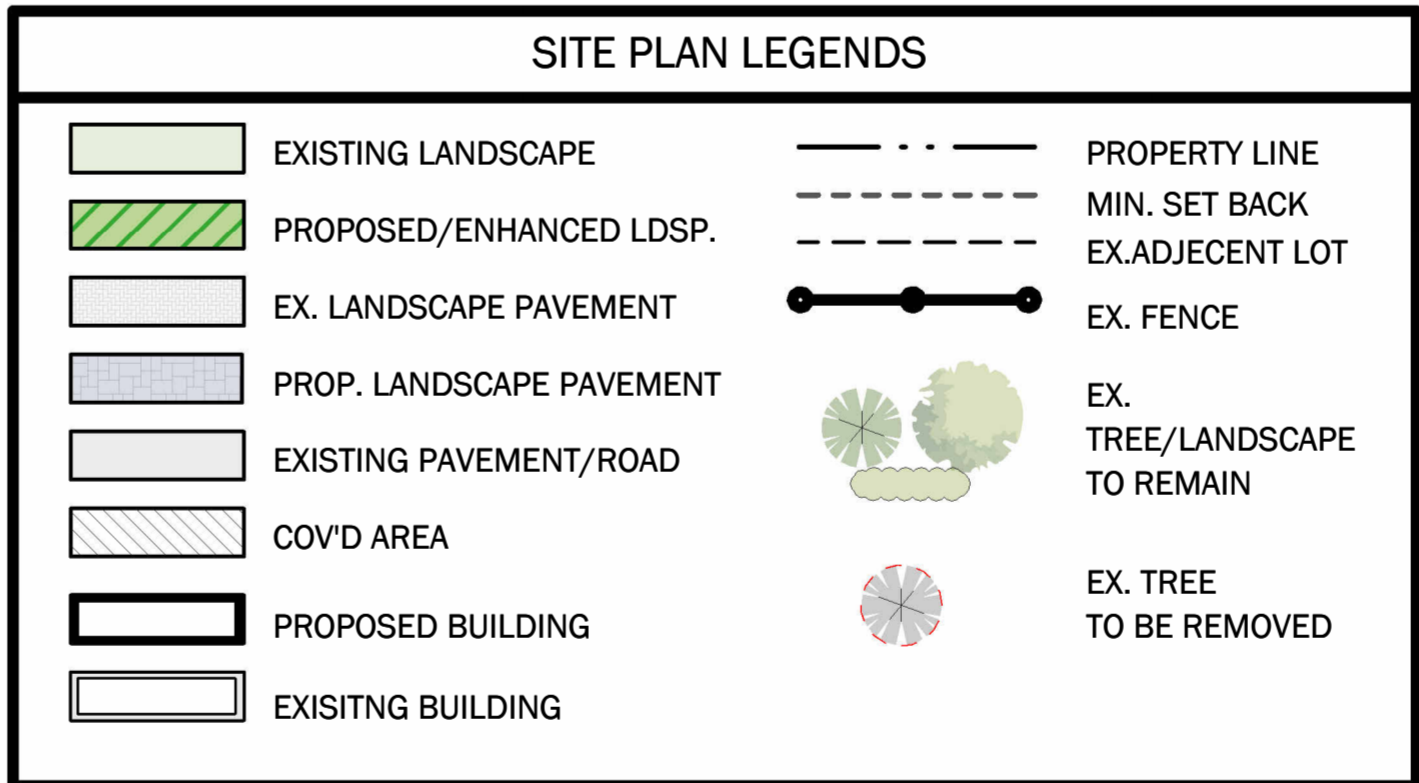 SITE PLAN LEGENDS
EXISTING LANDSCAPE
PROPOSED/ENHANCED LDSP.
EX. LANDSCAPE PAVEMENT
PROP. LANDSCAPE PAVEMENT
EXISTING PAVEMENT/ROAD
COV'D AREA
PROPOSED BUILDING
EXISITNG BUILDING
PROPERTY LINE
MIN. SET BACK
EX.ADJECENT LOT
EX. FENCE
EX.
TREE/LANDSCAPE
TO REMAIN
EX. TREE
TO BE REMOVED